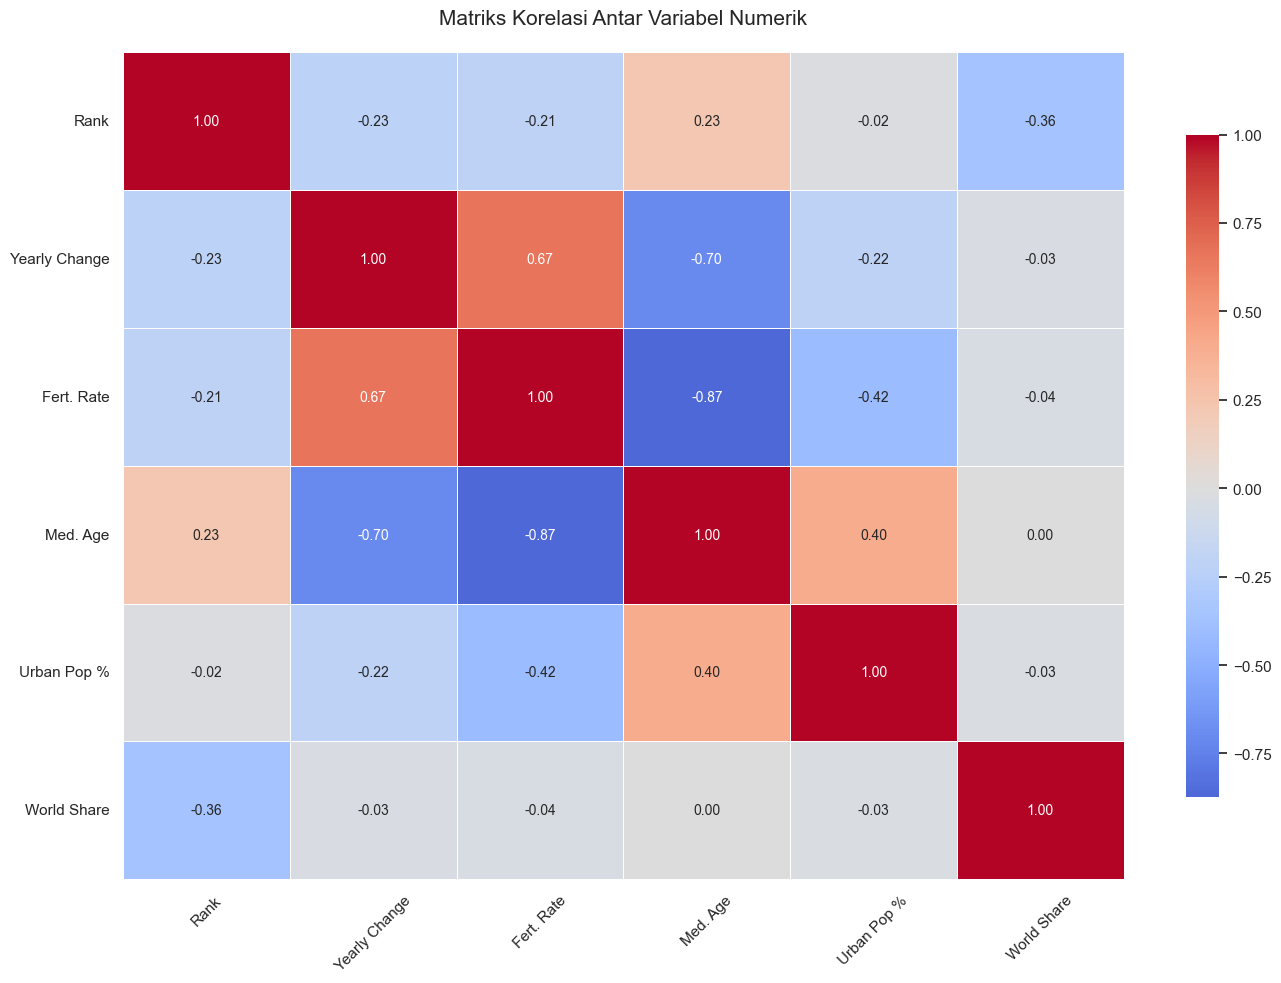 Matriks Korelasi Antar Variabel Numerik
Rank 1.00 -0.23 -0.21 0.23 -0.02 -0.36
Yearly Change -0.23 1.00 0.67 -0.70 -0.22 -0.03
Fert. Rate -0.21 0.67 1.00 -0.87 -0.42 -0.04
Med. Age 0.23 -0.70 -0.87 1.00 0.40 0.00
Urban Pop % -0.02 -0.22 -0.42 0.40 1.00 -0.03
World Share -0.36 -0.03 -0.04 0.00 -0.03 1.00
Rank Yearly Change Fert. Rate Med. Age Urban Pop % World Share
1.00
0.75
0.50
0.25
0.00
−0.25
−0.50
−0.75